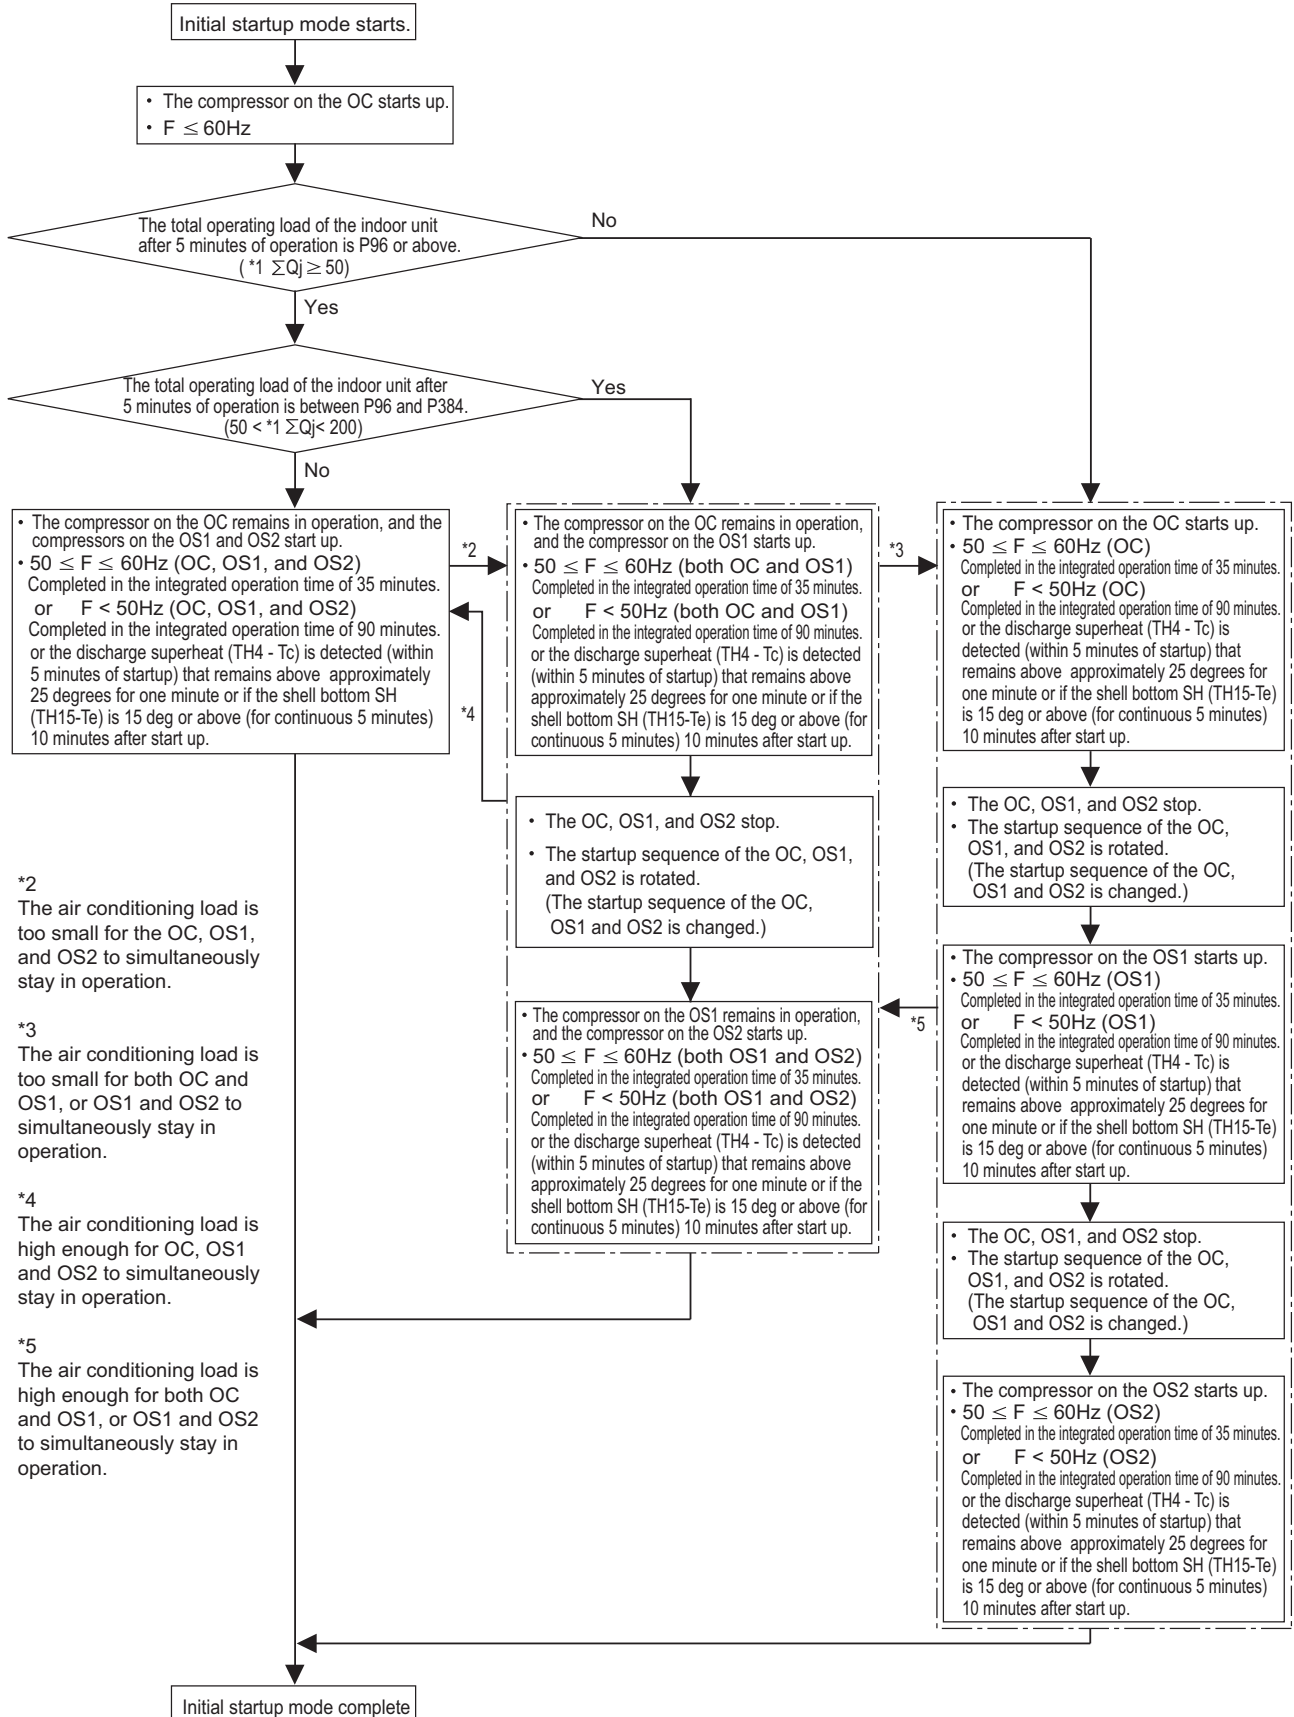 Initial startup mode starts.
• The compressor on the OC starts up.
• F ≤ 60Hz
The total operating load of the indoor unit
after 5 minutes of operation is P96 or above.
( *1 ∑Qj ≥ 50)
No
Yes
The total operating load of the indoor unit after
5 minutes of operation is between P96 and P384.
(50 < *1 ∑Qj< 200)
Yes
No
• The compressor on the OC remains in operation, and the
compressors on the OS1 and OS2 start up.
• 50 ≤ F ≤ 60Hz (OC, OS1, and OS2)
Completed in the integrated operation time of 35 minutes.
or F < 50Hz (OC, OS1, and OS2)
Completed in the integrated operation time of 90 minutes.
or the discharge superheat (TH4 - Tc) is detected (within
5 minutes of startup) that remains above approximately
25 degrees for one minute or if the shell bottom SH
(TH15-Te) is 15 deg or above (for continuous 5 minutes)
10 minutes after start up.
*2
*4
• The compressor on the OC remains in operation,
and the compressor on the OS1 starts up.
• 50 ≤ F ≤ 60Hz (both OC and OS1)
Completed in the integrated operation time of 35 minutes.
or F < 50Hz (both OC and OS1)
Completed in the integrated operation time of 90 minutes.
or the discharge superheat (TH4 - Tc) is detected
(within 5 minutes of startup) that remains above
approximately 25 degrees for one minute or if the
shell bottom SH (TH15-Te) is 15 deg or above (for
continuous 5 minutes) 10 minutes after start up.
• The OC, OS1, and OS2 stop.
• The startup sequence of the OC, OS1,
and OS2 is rotated.
(The startup sequence of the OC,
OS1 and OS2 is changed.)
• The compressor on the OS1 remains in operation,
and the compressor on the OS2 starts up.
• 50 ≤ F ≤ 60Hz (both OS1 and OS2)
Completed in the integrated operation time of 35 minutes.
or F < 50Hz (both OS1 and OS2)
Completed in the integrated operation time of 90 minutes.
or the discharge superheat (TH4 - Tc) is detected
(within 5 minutes of startup) that remains above
approximately 25 degrees for one minute or if the
shell bottom SH (TH15-Te) is 15 deg or above (for
continuous 5 minutes) 10 minutes after start up.
*3
*5
• The compressor on the OC starts up.
• 50 ≤ F ≤ 60Hz (OC)
Completed in the integrated operation time of 35 minutes.
or F < 50Hz (OC)
Completed in the integrated operation time of 90 minutes.
or the discharge superheat (TH4 - Tc) is
detected (within 5 minutes of startup) that
remains above approximately 25 degrees for
one minute or if the shell bottom SH (TH15-Te)
is 15 deg or above (for continuous 5 minutes)
10 minutes after start up.
• The OC, OS1, and OS2 stop.
• The startup sequence of the OC,
OS1, and OS2 is rotated.
(The startup sequence of the OC,
OS1 and OS2 is changed.)
• The compressor on the OS1 starts up.
• 50 ≤ F ≤ 60Hz (OS1)
Completed in the integrated operation time of 35 minutes.
or F < 50Hz (OS1)
Completed in the integrated operation time of 90 minutes.
or the discharge superheat (TH4 - Tc) is
detected (within 5 minutes of startup) that
remains above approximately 25 degrees for
one minute or if the shell bottom SH (TH15-Te)
is 15 deg or above (for continuous 5 minutes)
10 minutes after start up.
• The OC, OS1, and OS2 stop.
• The startup sequence of the OC,
OS1, and OS2 is rotated.
(The startup sequence of the OC,
OS1 and OS2 is changed.)
• The compressor on the OS2 starts up.
• 50 ≤ F ≤ 60Hz (OS2)
Completed in the integrated operation time of 35 minutes.
or F < 50Hz (OS2)
Completed in the integrated operation time of 90 minutes.
or the discharge superheat (TH4 - Tc) is
detected (within 5 minutes of startup) that
remains above approximately 25 degrees for
one minute or if the shell bottom SH (TH15-Te)
is 15 deg or above (for continuous 5 minutes)
10 minutes after start up.
*2
The air conditioning load is
too small for the OC, OS1,
and OS2 to simultaneously
stay in operation.
*3
The air conditioning load is
too small for both OC and
OS1, or OS1 and OS2 to
simultaneously stay in
operation.
*4
The air conditioning load is
high enough for OC, OS1
and OS2 to simultaneously
stay in operation.
*5
The air conditioning load is
high enough for both OC
and OS1, or OS1 and OS2
to simultaneously stay in
operation.
Initial startup mode complete